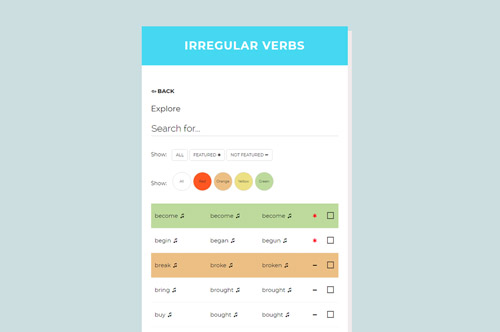 IRREGULAR VERBS
BACK
Explore
Search for...
Show: ALL FEATURED NOT FEATURED
Show: All Red Orange Yellow Green
become become become
begin began begun
break broke broken
bring brought brought
buy bought bought